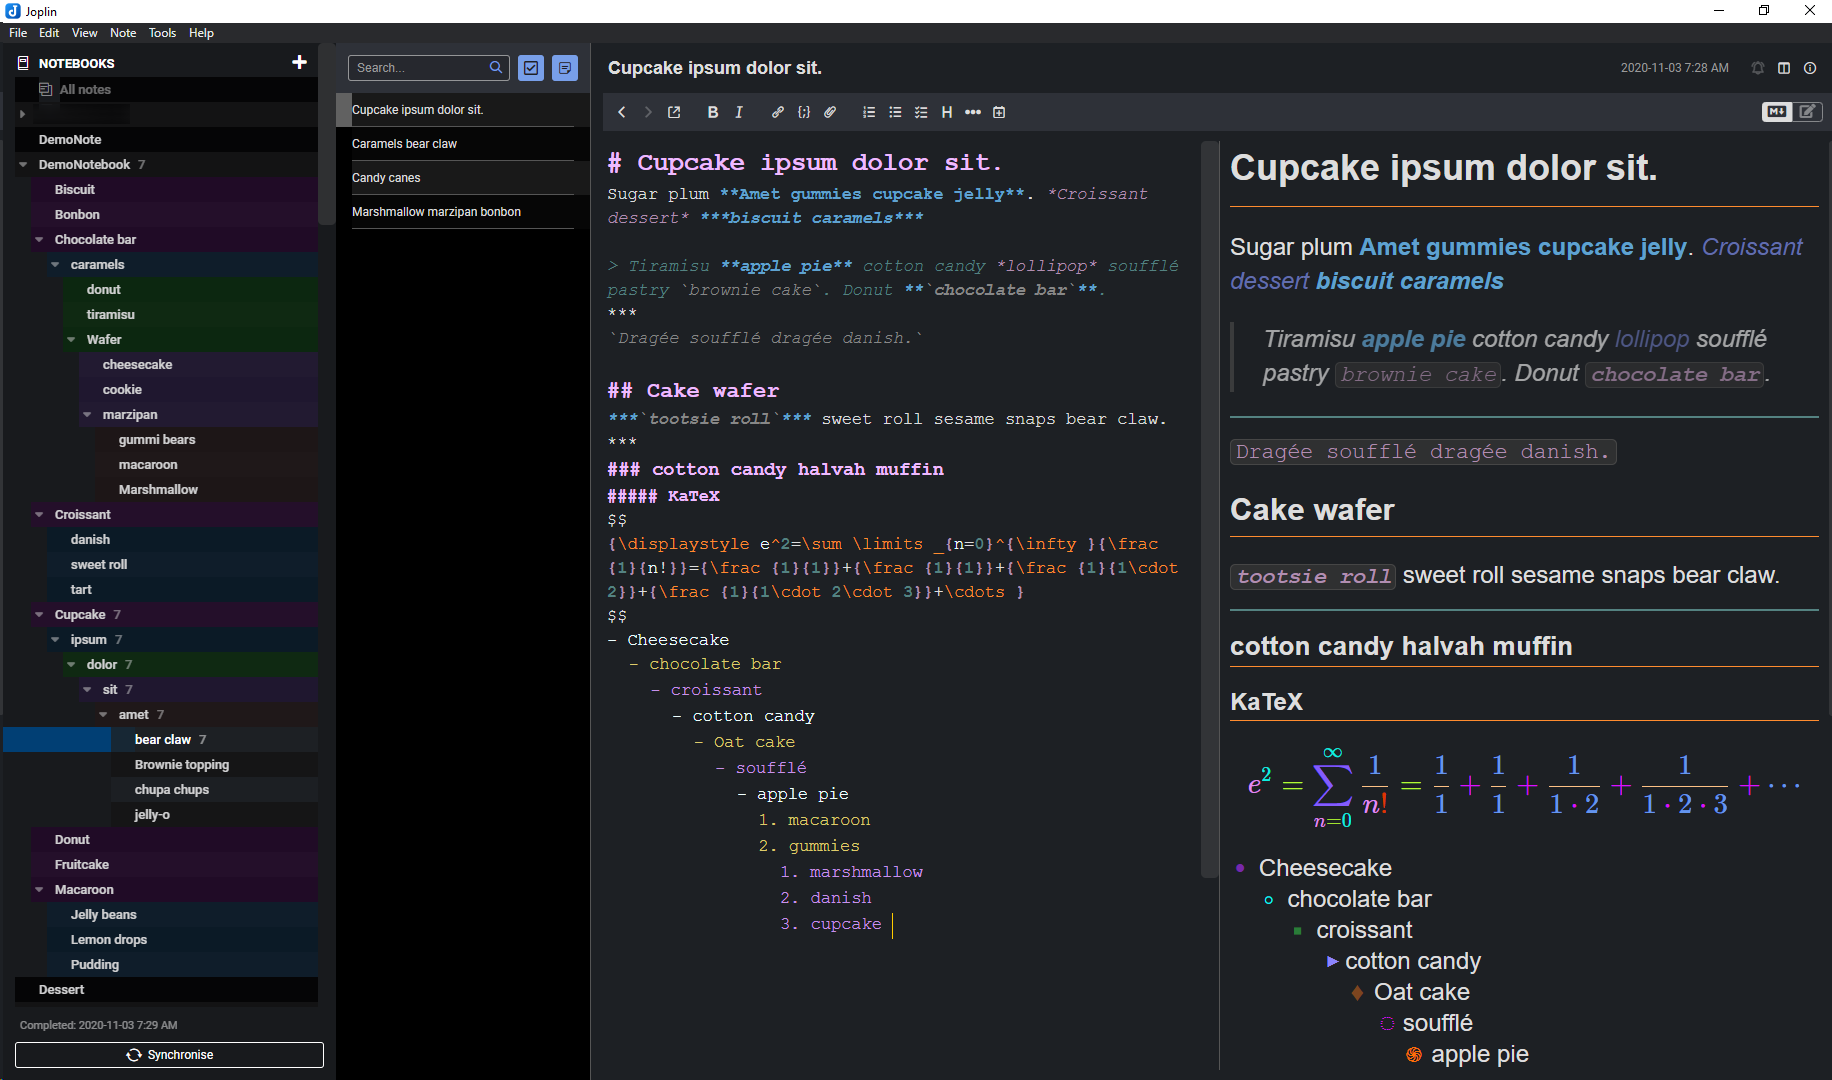 Joplin
File Edit View Note Tools Help
NOTEBOOKS
All notes
DemoNote
DemoNotebook 7
Biscuit
Bonbon
Chocolate bar
caramels
donut
tiramisu
Wafer
cheesecake
cookie
marzipan
gummi bears
macaroon
Marshmallow
Croissant
danish
sweet roll
tart
Cupcake 7
ipsum 7
dolor 7
sit 7
amet 7
bear claw 7
Brownie topping
chupa chups
jelly-o
Donut
Fruitcake
Macaroon
Jelly beans
Lemon drops
Pudding
Dessert
Completed: 2020-11-03 7:29 AM
Synchronise
Search...
Cupcake ipsum dolor sit.
Caramels bear claw
Candy canes
Marshmallow marzipan bonbon
Cupcake ipsum dolor sit.
2020-11-03 7:28 AM
# Cupcake ipsum dolor sit.
Sugar plum **Amet gummies cupcake jelly**. *Croissant
dessert* ***biscuit caramels***
> Tiramisu **apple pie** cotton candy *lollipop* soufflé
pastry `brownie cake`. Donut **`chocolate bar`**.
***
`Dragée soufflé dragée danish.`
## Cake wafer
***`tootsie roll`*** sweet roll sesame snaps bear claw.
***
### cotton candy halvah muffin
##### KaTeX
$$
{\displaystyle e^2=\sum \limits _{n=0}^{\infty }{\frac
{1}{n!}}={\frac {1}{1}}+{\frac {1}{1}}+{\frac {1}{1\cdot
2}}+{\frac {1}{1\cdot 2\cdot 3}}+\cdots }
$$
- Cheesecake
- chocolate bar
- croissant
- cotton candy
- Oat cake
- soufflé
- apple pie
1. macaroon
2. gummies
1. marshmallow
2. danish
3. cupcake
Cupcake ipsum dolor sit.
Sugar plum Amet gummies cupcake jelly. Croissant
dessert biscuit caramels
Tiramisu apple pie cotton candy lollipop soufflé
pastry brownie cake. Donut chocolate bar.
Dragée soufflé dragée danish.
Cake wafer
tootsie roll sweet roll sesame snaps bear claw.
cotton candy halvah muffin
KaTeX
e² = ∑ n=0 ∞ 1/n! = 1/1 + 1/1 + 1/1·2 + 1/1·2·3 + ···
Cheesecake
chocolate bar
croissant
cotton candy
Oat cake
soufflé
apple pie